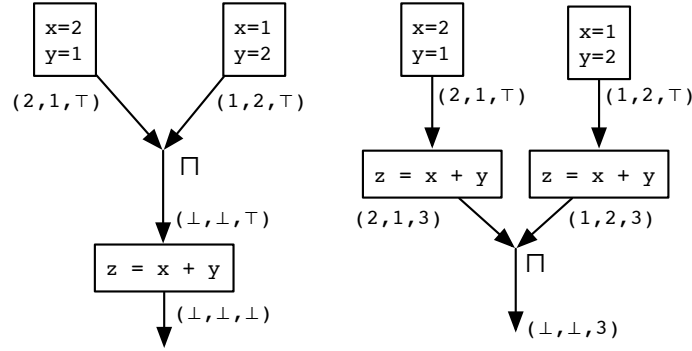 x=2
y=1
x=1
y=2
(2,1,⊤)
(1,2,⊤)
⊓
(⊥,⊥,⊤)
z = x + y
(⊥,⊥,⊥)
x=2
y=1
x=1
y=2
(2,1,⊤)
(1,2,⊤)
z = x + y
z = x + y
(2,1,3)
(1,2,3)
⊓
(⊥,⊥,3)